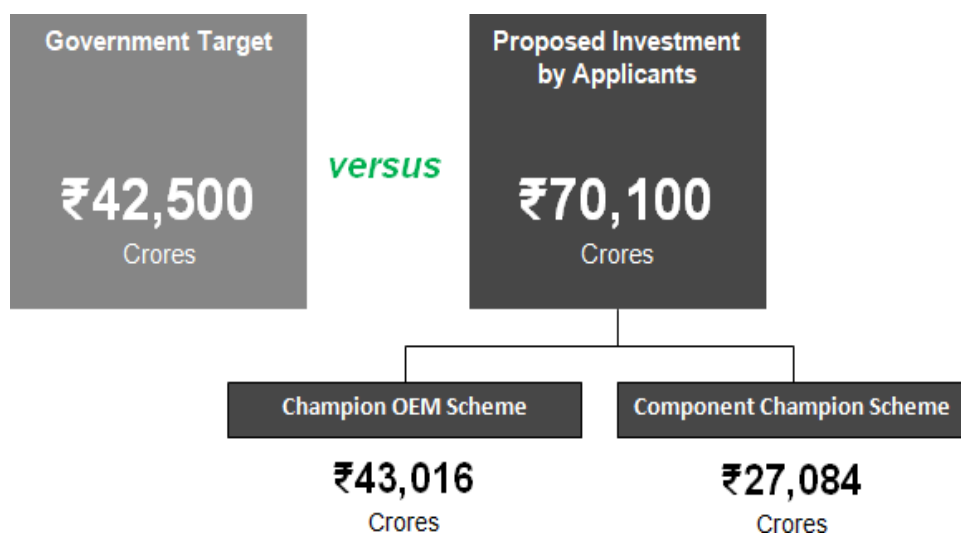 Government Target
₹42,500
Crores
versus
Proposed Investment
by Applicants
₹70,100
Crores
Champion OEM Scheme
₹43,016
Crores
Component Champion Scheme
₹27,084
Crores